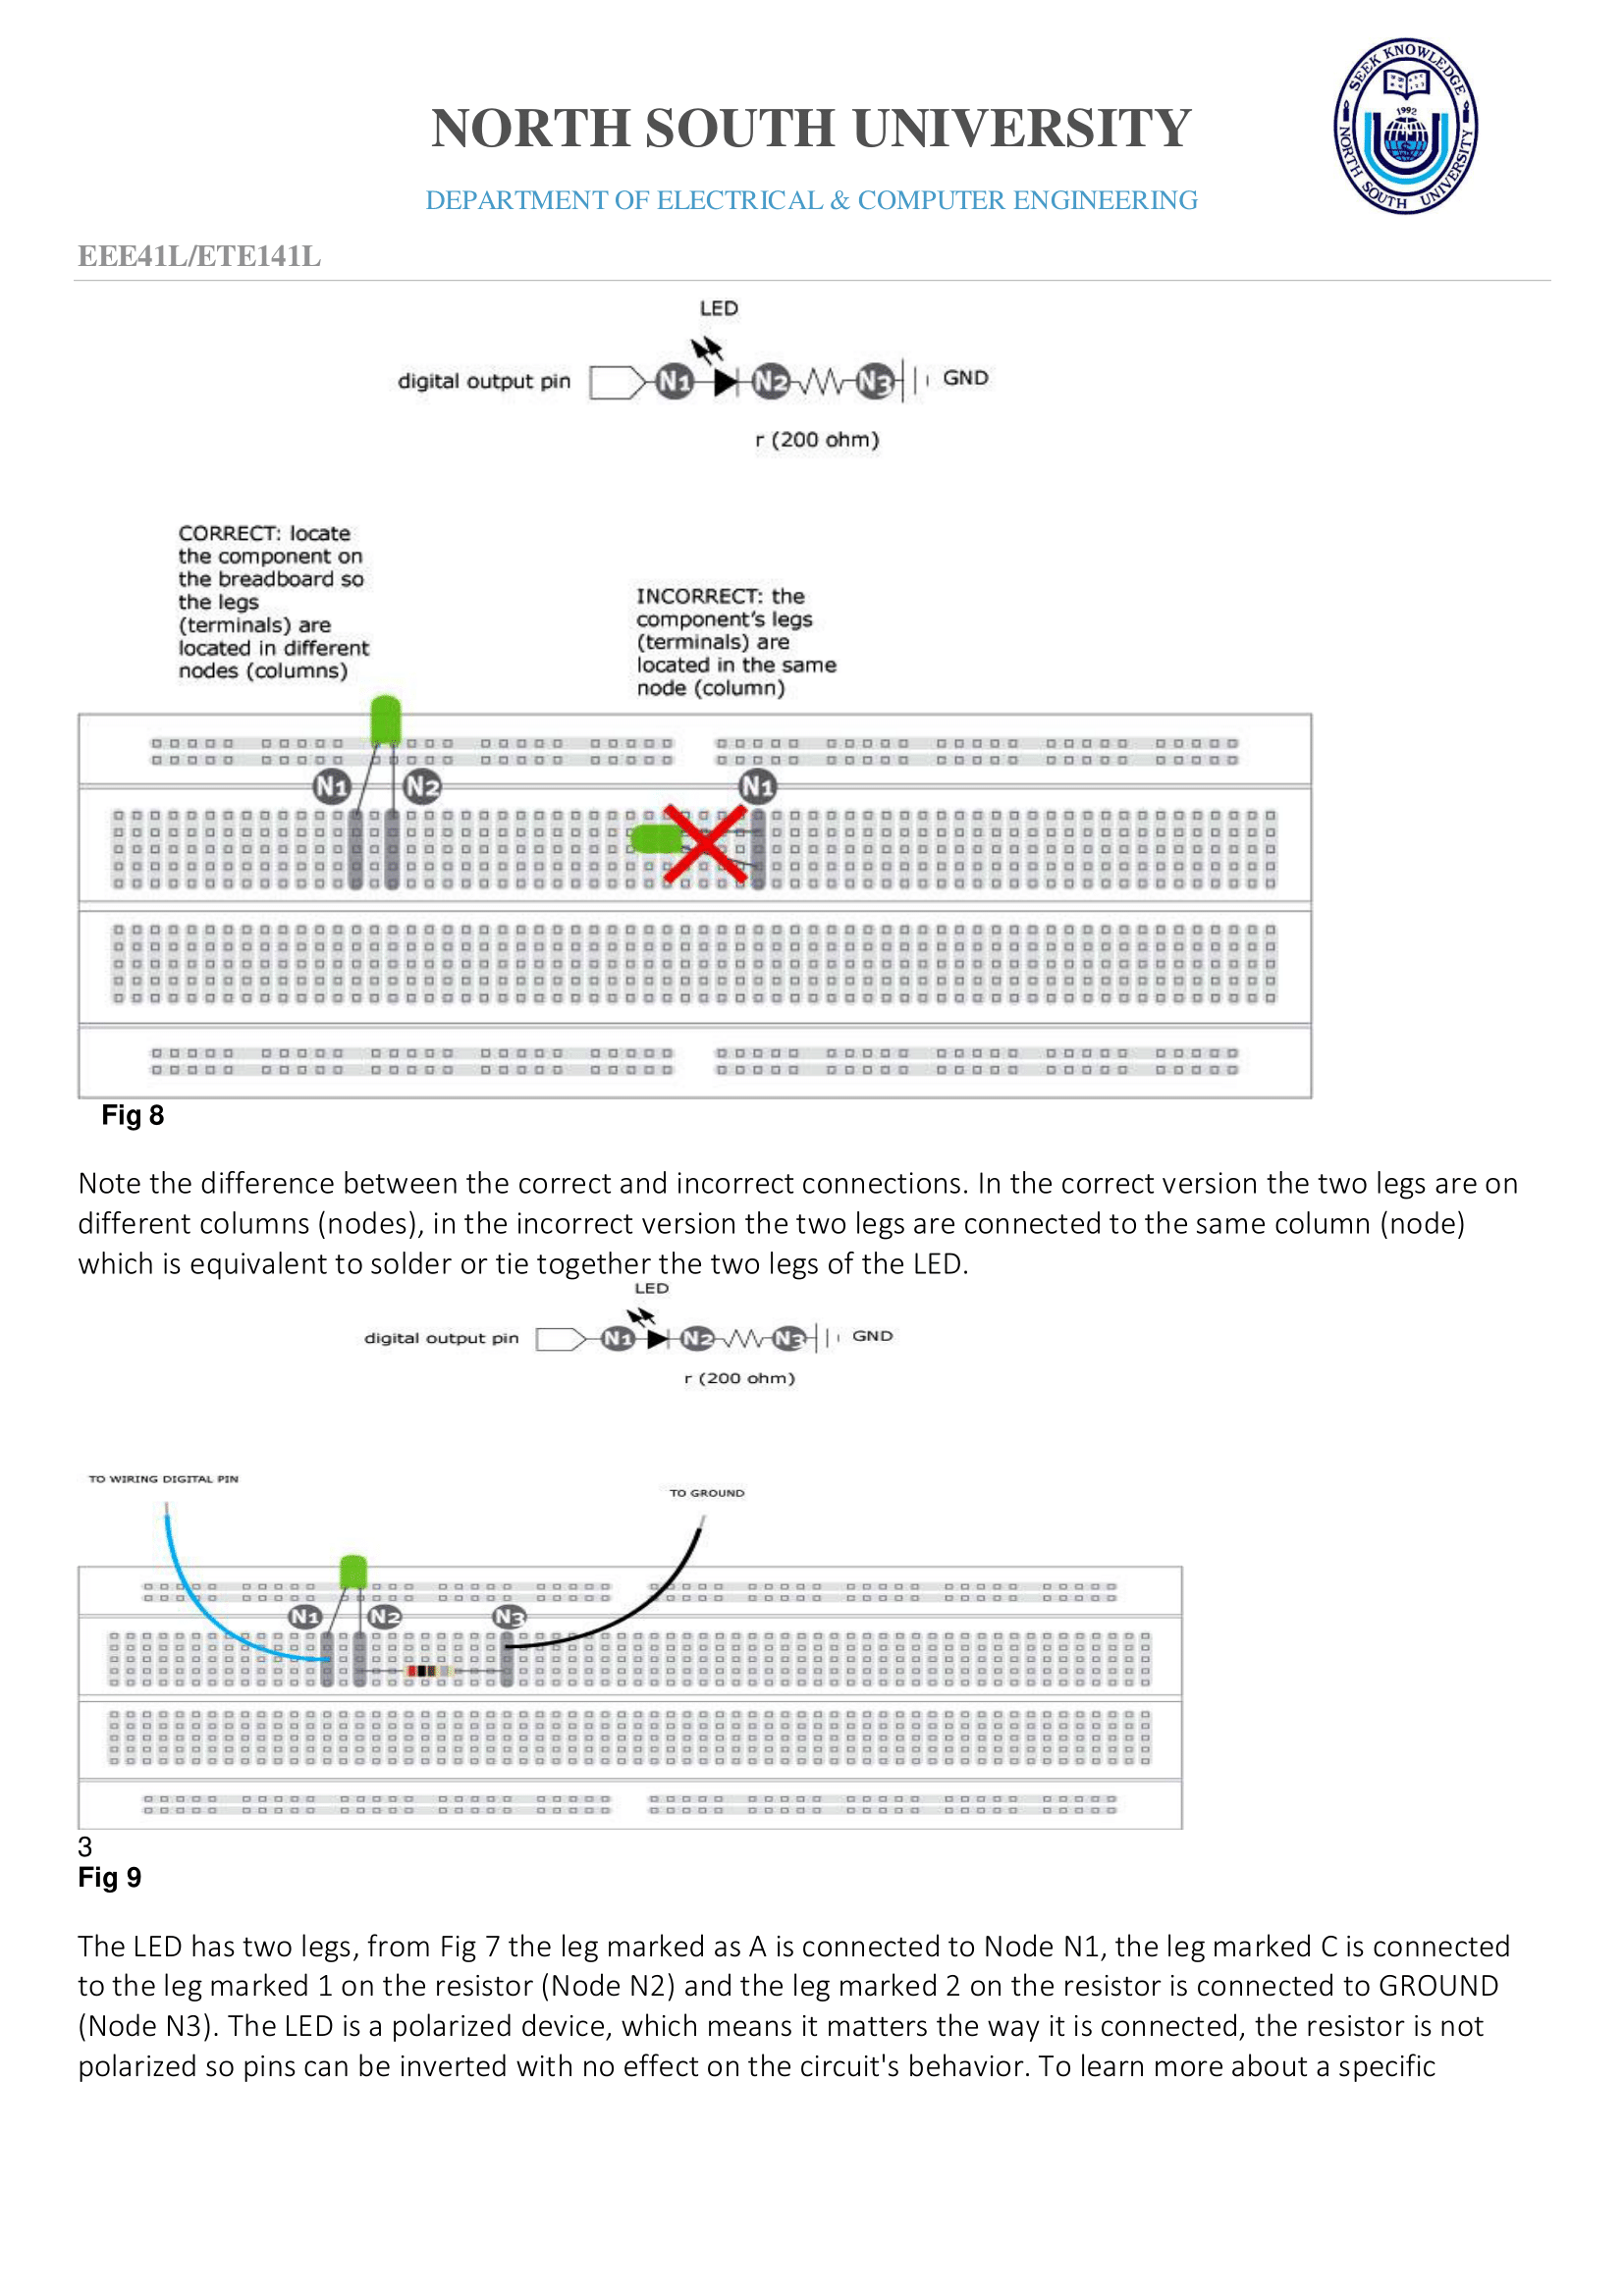 NORTH SOUTH UNIVERSITY
SEEK KNOWLEDGE
1992
NORTH SOUTH UNIVERSITY
DEPARTMENT OF ELECTRICAL & COMPUTER ENGINEERING
EEE41L/ETE141L
LED
digital output pin N1 N2 N3 GND
r (200 ohm)
CORRECT: locate
the component on
the breadboard so
the legs
(terminals) are
located in different
nodes (columns)
INCORRECT: the
component's legs
(terminals) are
located in the same
node (column)
N1 N2 N1
Fig 8
Note the difference between the correct and incorrect connections. In the correct version the two legs are on
different columns (nodes), in the incorrect version the two legs are connected to the same column (node)
which is equivalent to solder or tie together the two legs of the LED.
LED
digital output pin N1 N2 N3 GND
r (200 ohm)
TO WIRING DIGITAL PIN
TO GROUND
N1 N2 N3
3
Fig 9
The LED has two legs, from Fig 7 the leg marked as A is connected to Node N1, the leg marked C is connected
to the leg marked 1 on the resistor (Node N2) and the leg marked 2 on the resistor is connected to GROUND
(Node N3). The LED is a polarized device, which means it matters the way it is connected, the resistor is not
polarized so pins can be inverted with no effect on the circuit's behavior. To learn more about a specific